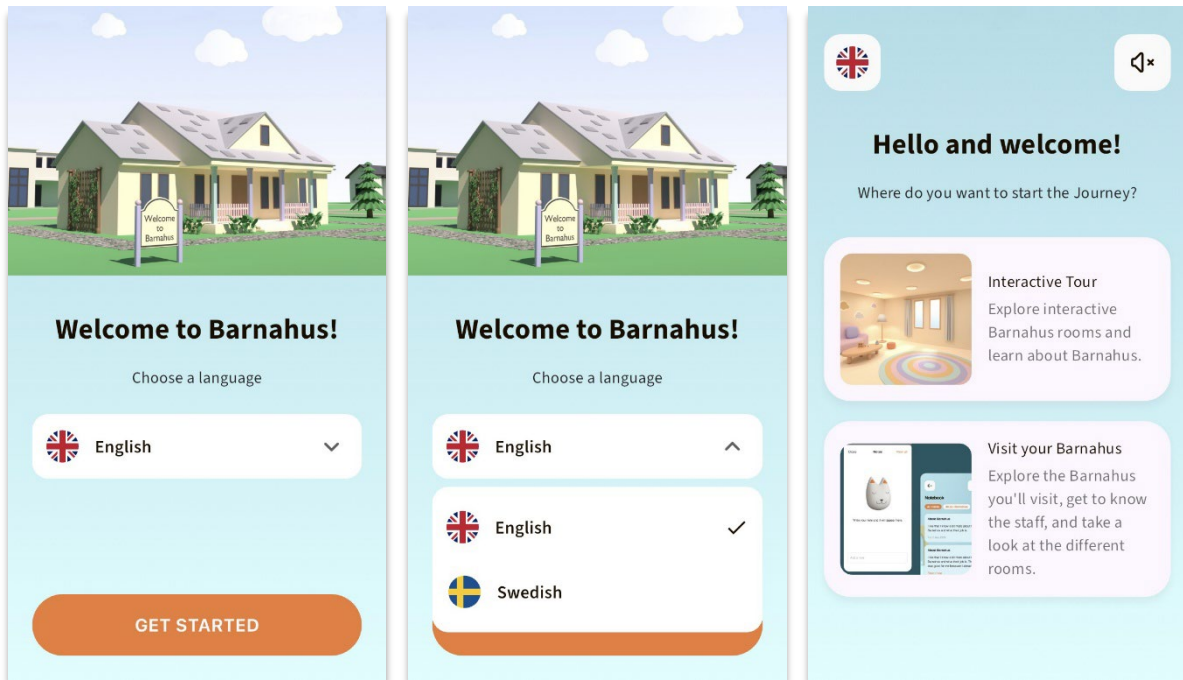 Welcome
to
Barnahus
Welcome to Barnahus!
Choose a language
English
GET STARTED
Welcome
to
Barnahus
Welcome to Barnahus!
Choose a language
English
English
Swedish
Hello and welcome!
Where do you want to start the Journey?
Interactive Tour
Explore interactive
Barnahus rooms and
learn about Barnahus.
Visit your Barnahus
Explore the Barnahus
you'll visit, get to know
the staff, and take a
look at the different
rooms.
Notebook